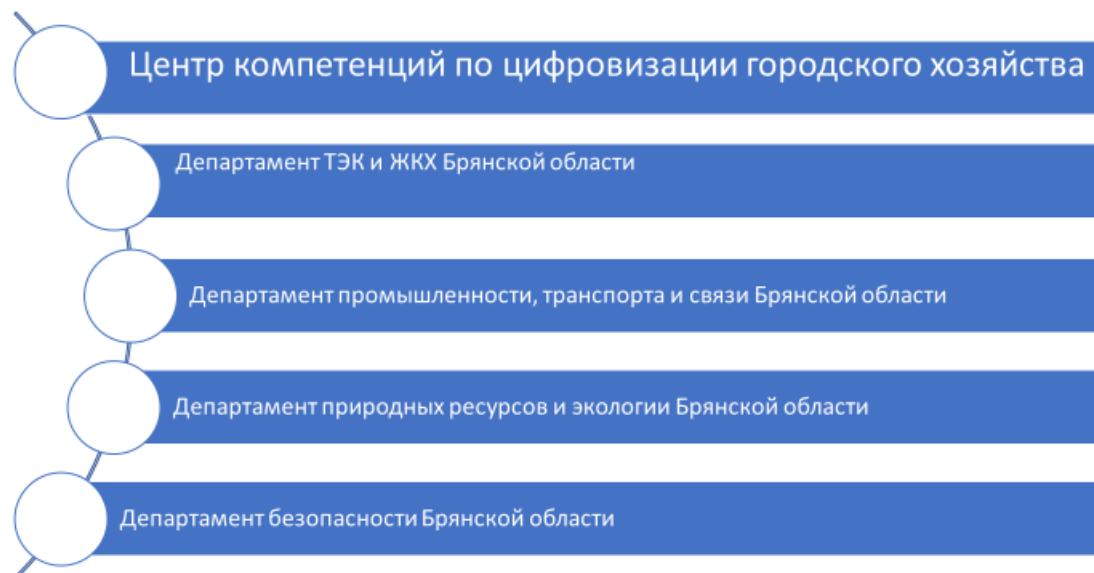 Центр компетенций по цифровизации городского хозяйства
Департамент ТЭК и ЖКХ Брянской области
Департамент промышленности, транспорта и связи Брянской области
Департамент природных ресурсов и экологии Брянской области
Департамент безопасности Брянской области